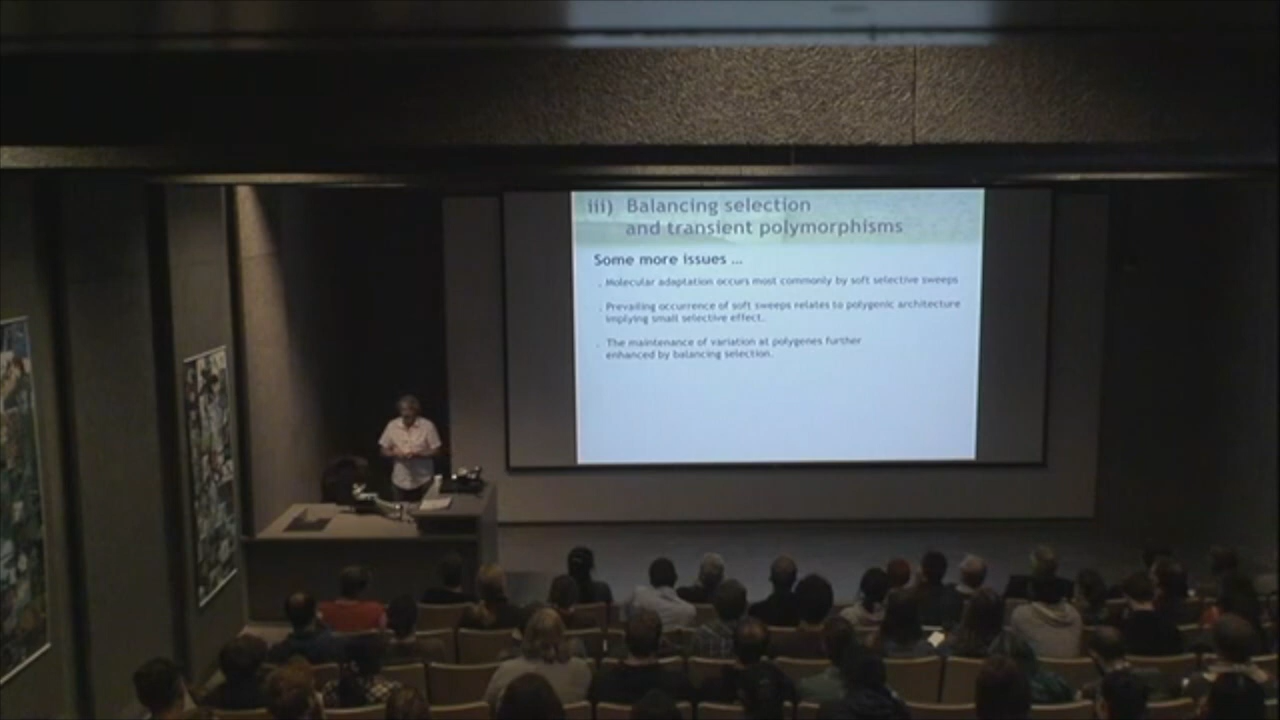 iii) Balancing selection
and transient polymorphisms
Some more issues ...
. Molecular adaptation occurs most commonly by soft selective sweeps
. Prevailing occurrence of soft sweeps relates to polygenic architecture
implying small selective effect.
. The maintenance of variation at polygenes further
enhanced by balancing selection.